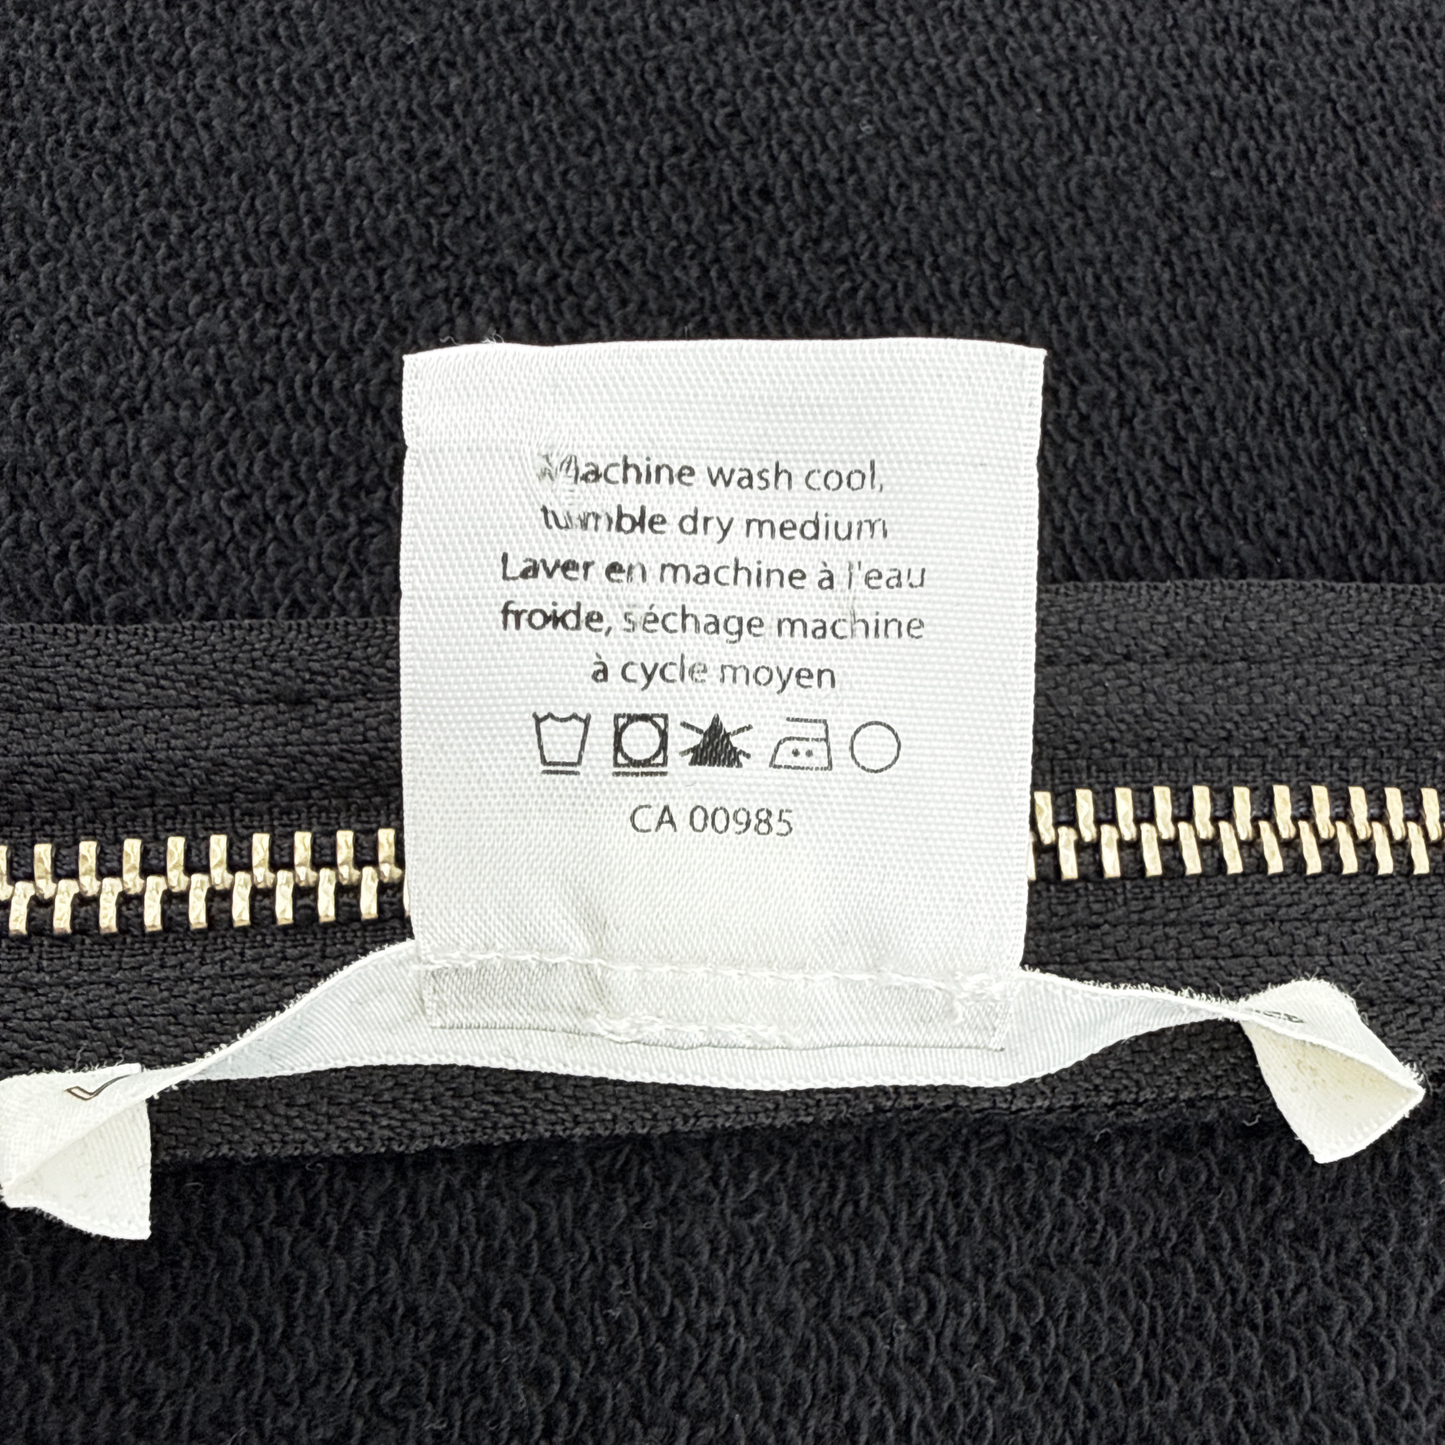 Machine wash cool,
tumble dry medium
Laver en machine à l'eau
froide, séchage machine
à cycle moyen
CA 00985